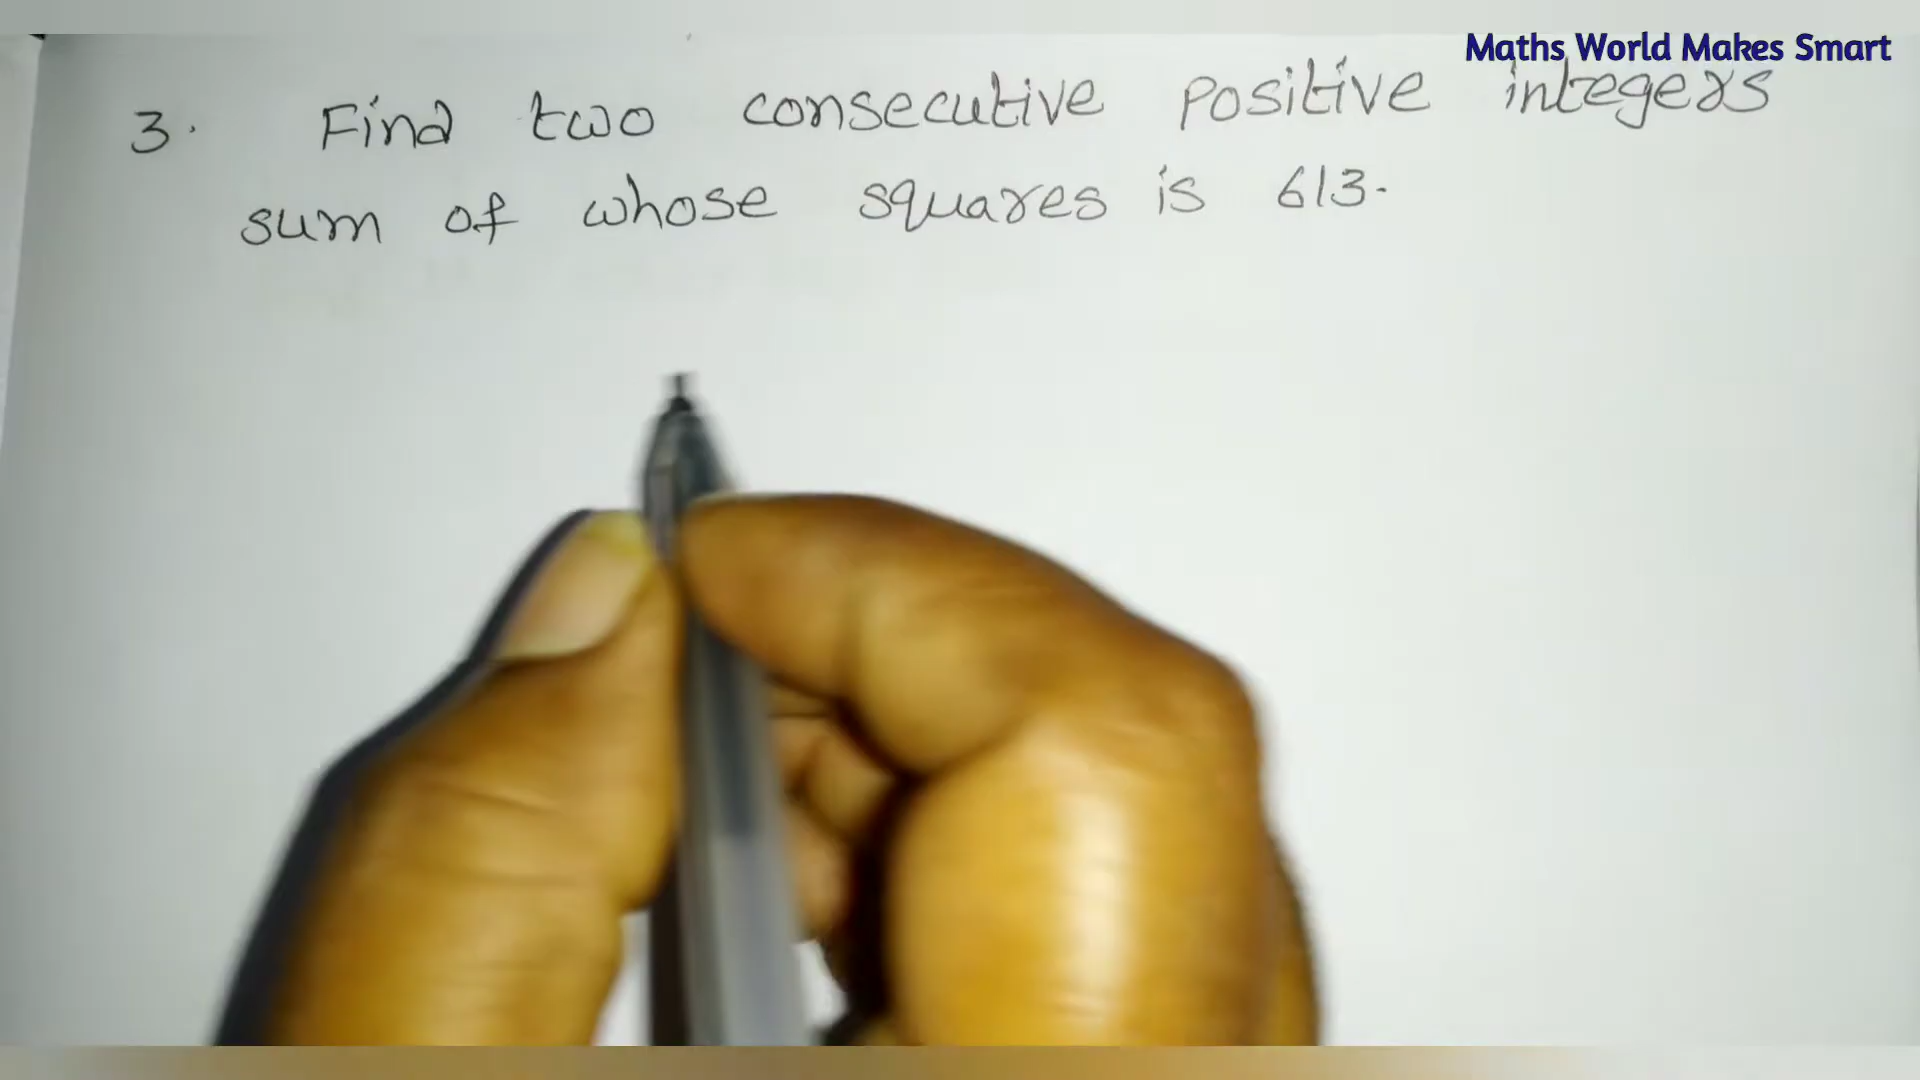 Maths World Makes Smart
3. Find two consecutive positive integers
sum of whose squares is 613.